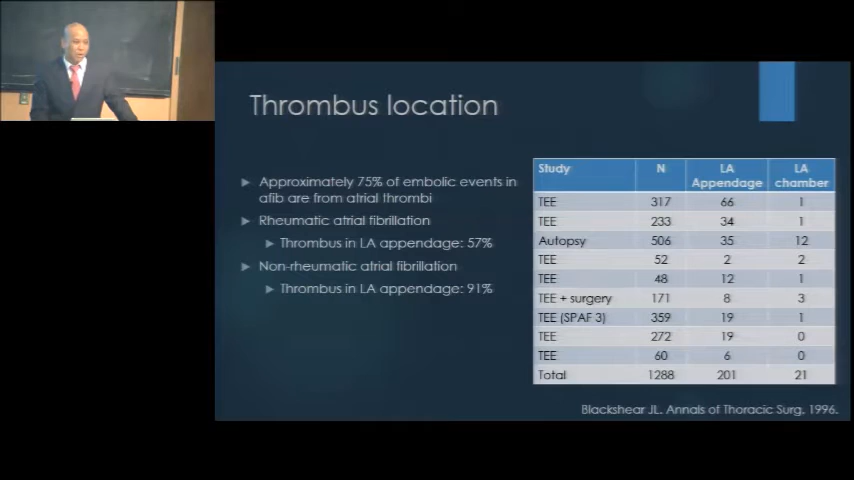 Thrombus location
Approximately 75% of embolic events in
afib are from atrial thrombi
Rheumatic atrial fibrillation
Thrombus in LA appendage: 57%
Non-rheumatic atrial fibrillation
Thrombus in LA appendage: 91%
Study N LA Appendage LA chamber
TEE 317 66 1
TEE 233 34 1
Autopsy 506 35 12
TEE 52 2 2
TEE 48 12 1
TEE + surgery 171 8 3
TEE (SPAF 3) 359 19 1
TEE 272 19 0
TEE 60 6 0
Total 1288 201 21
Blackshear JL. Annals of Thoracic Surg. 1996.